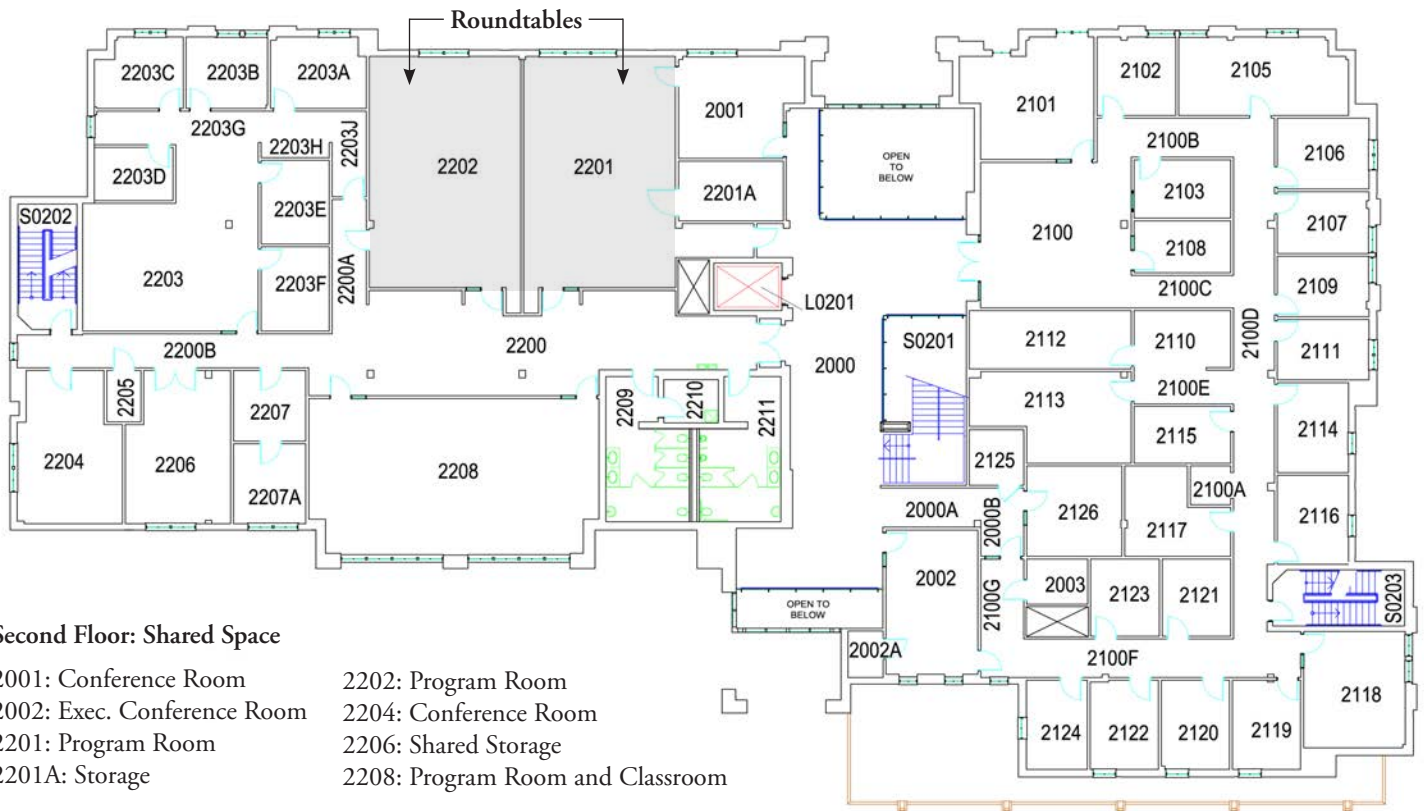 Roundtables
2203C
2203B
2203A
2203G
2203H
2203J
2203D
2203E
2203F
2203
S0202
2200A
2200B
2202
2201
2001
2201A
OPEN
TO
BELOW
L0201
2200
2000
S0201
2101
2102
2105
2100B
2103
2106
2107
2100
2108
2109
2100C
2100D
2112
2110
2111
2113
2100E
2114
2115
2125
2100A
2116
2126
2117
2000A
2000B
2002
2100G
2003
2123
2121
S0203
2002A
2100F
2118
2124
2122
2120
2119
2205
2204
2206
2207
2207A
2208
2209
2210
2211
OPEN TO
BELOW
Second Floor: Shared Space
2001: Conference Room
2002: Exec. Conference Room
2201: Program Room
2201A: Storage
2202: Program Room
2204: Conference Room
2206: Shared Storage
2208: Program Room and Classroom